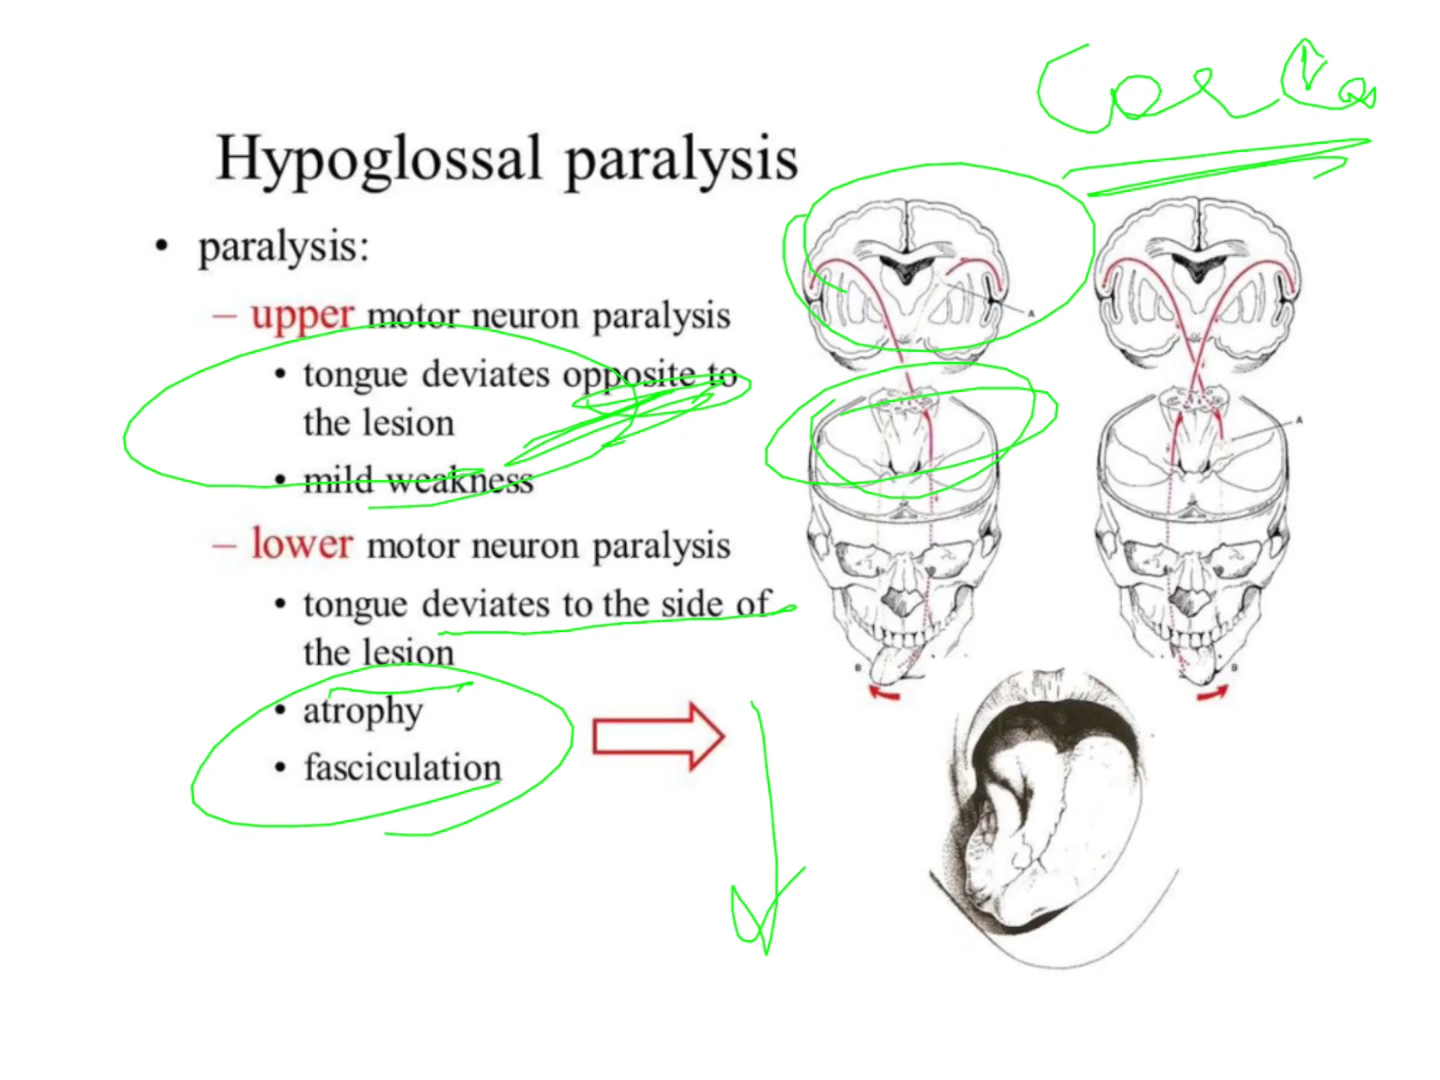 Hypoglossal paralysis
• paralysis:
– upper motor neuron paralysis
• tongue deviates opposite to
the lesion
• mild weakness
– lower motor neuron paralysis
• tongue deviates to the side of
the lesion
• atrophy
• fasciculation
A
A
B
B